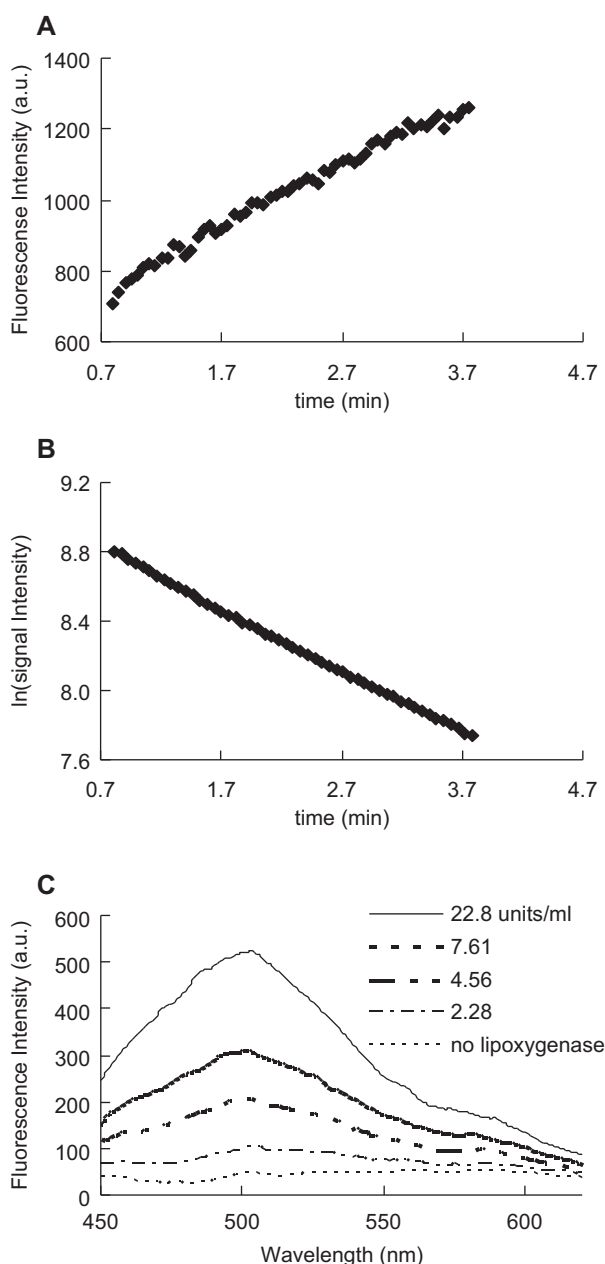 A
Fluorescense Intensity (a.u.)
1400
1200
1000
800
600
0.7 1.7 2.7 3.7 4.7
time (min)
B
ln(signal Intensity)
9.2
8.8
8.4
8.0
7.6
0.7 1.7 2.7 3.7 4.7
time (min)
C
Fluorescence Intensity (a.u.)
600
500
400
300
200
100
0
22.8 units/ml
7.61
4.56
2.28
no lipoxygenase
450 500 550 600
Wavelength (nm)